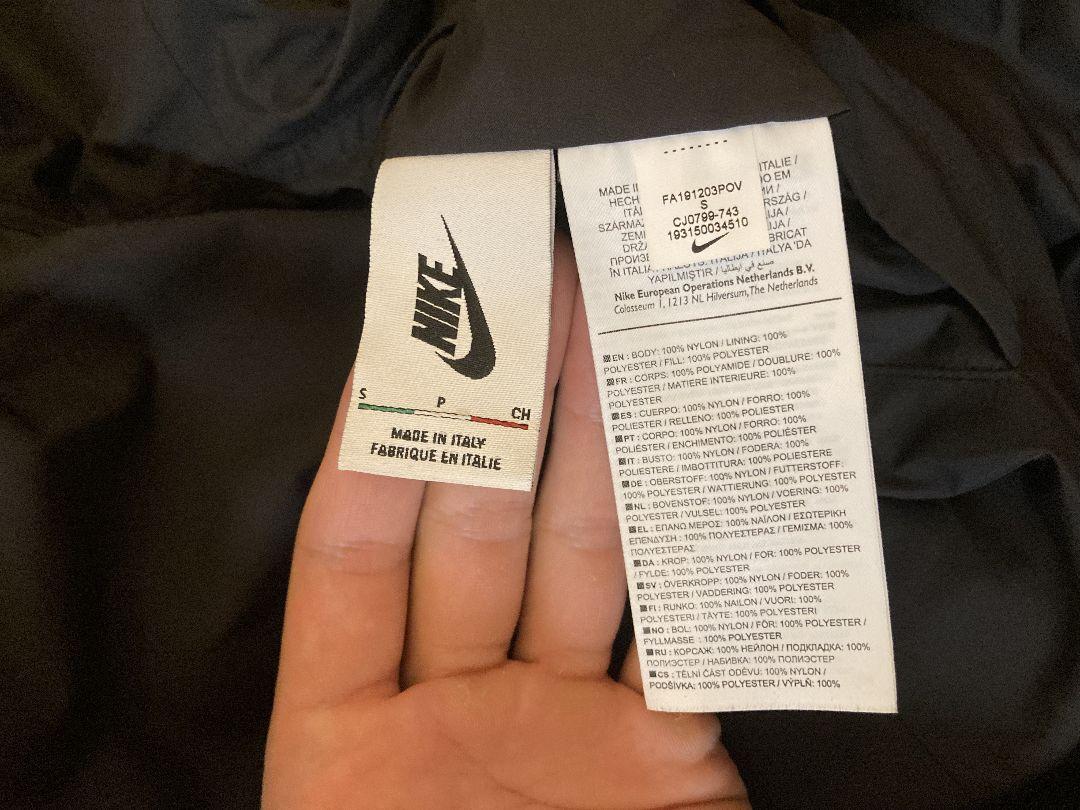 NIKE
S P CH
MADE IN ITALY
FABRIQUE EN ITALIE
FA191203POV
S
CJ0799-743
193150034510
ITALIE /
MADE
HECH
EM
SZÁRMA
RSZÁG /
IJA /
ПРОИЗВ
BRICAT
ÎN ITALIA
ITALIJA / ITALYA 'DA
YAPILMIŞTIR / صنع في إيطاليا
Nike European Operations Netherlands B.V.
Colosseum 1, 1213 NL Hilversum, The Netherlands
EN : BODY: 100% NYLON / LINING: 100%
POLYESTER / FILL: 100% POLYESTER
FR : CORPS: 100% POLYAMIDE / DOUBLURE: 100%
POLYESTER / MATIERE INTERIEURE: 100%
POLYESTER
ES : CUERPO: 100% NYLON / FORRO: 100%
POLIESTER / RELLENO: 100% POLIESTER
PT : CORPO: 100% NYLON / FORRO: 100%
POLIÉSTER / ENCHIMENTO: 100% POLIÉSTER
IT : BUSTO: 100% NYLON / FODERA: 100%
POLIESTERE / IMBOTTITURA: 100% POLIESTERE
DE : OBERSTOFF: 100% NYLON / FUTTERSTOFF:
100% POLYESTER / WATTIERUNG: 100% POLYESTER
NL : BOVENSTOF: 100% NYLON / VOERING: 100%
POLYESTER / VULSEL: 100% POLYESTER
EL : ΕΠΑΝΩ ΜΕΡΟΣ: 100% ΝΑΪΛΟΝ / ΕΣΩΤΕΡΙΚΗ
ΕΠΕΝΔΥΣΗ : 100% ΠΟΛΥΕΣΤΕΡΑΣ / ΓΕΜΙΣΜΑ: 100%
ΠΟΛΥΕΣΤΕΡΑΣ
DA : KROP: 100% NYLON / FOR: 100% POLYESTER
/ FYLDE: 100% POLYESTER
SV : ÖVERKROPP: 100% NYLON / FODER: 100%
POLYESTER / VADDERING: 100% POLYESTER
FI : RUNKO: 100% NAILON / VUORI: 100%
POLYESTERI / TÄYTE: 100% POLYESTERI
NO : BOL: 100% NYLON / FÔR: 100% POLYESTER /
FYLLMASSE : 100% POLYESTER
RU : КОРСАЖ: 100% НЕЙЛОН / ПОДКЛАДКА: 100%
ПОЛИЭСТЕР / НАБИВКА: 100% ПОЛИЭСТЕР
CS : TĚLNÍ ČÁST ODĚVU: 100% NYLON /
PODŠÍVKA: 100% POLYESTER / VÝPLŇ: 100%